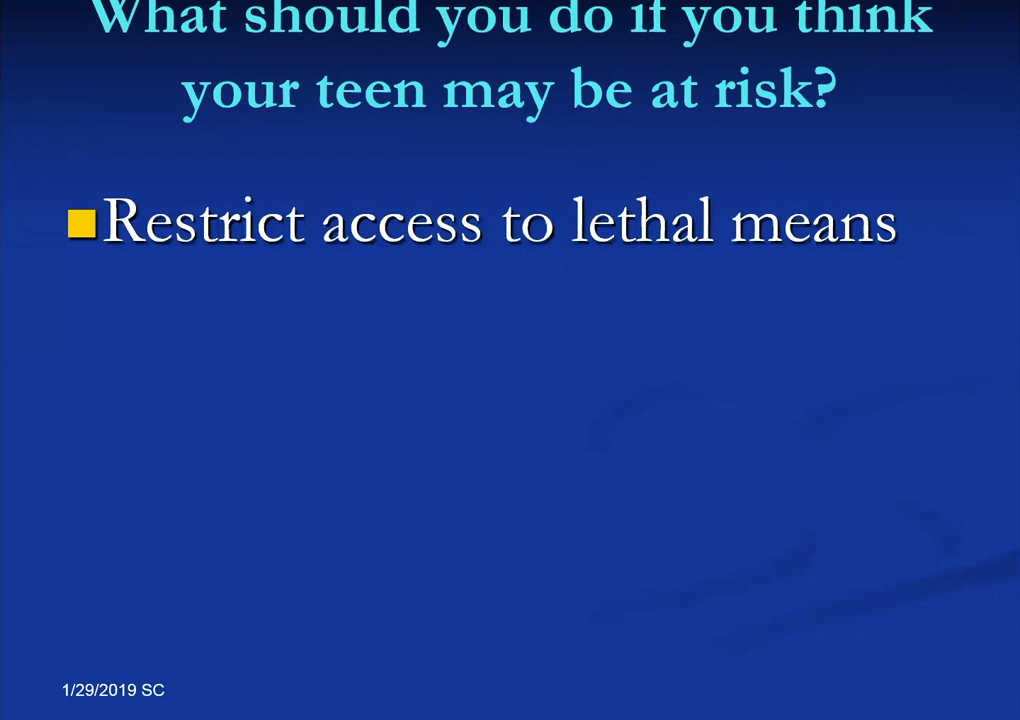 What should you do if you think
your teen may be at risk?
Restrict access to lethal means
1/29/2019 SC